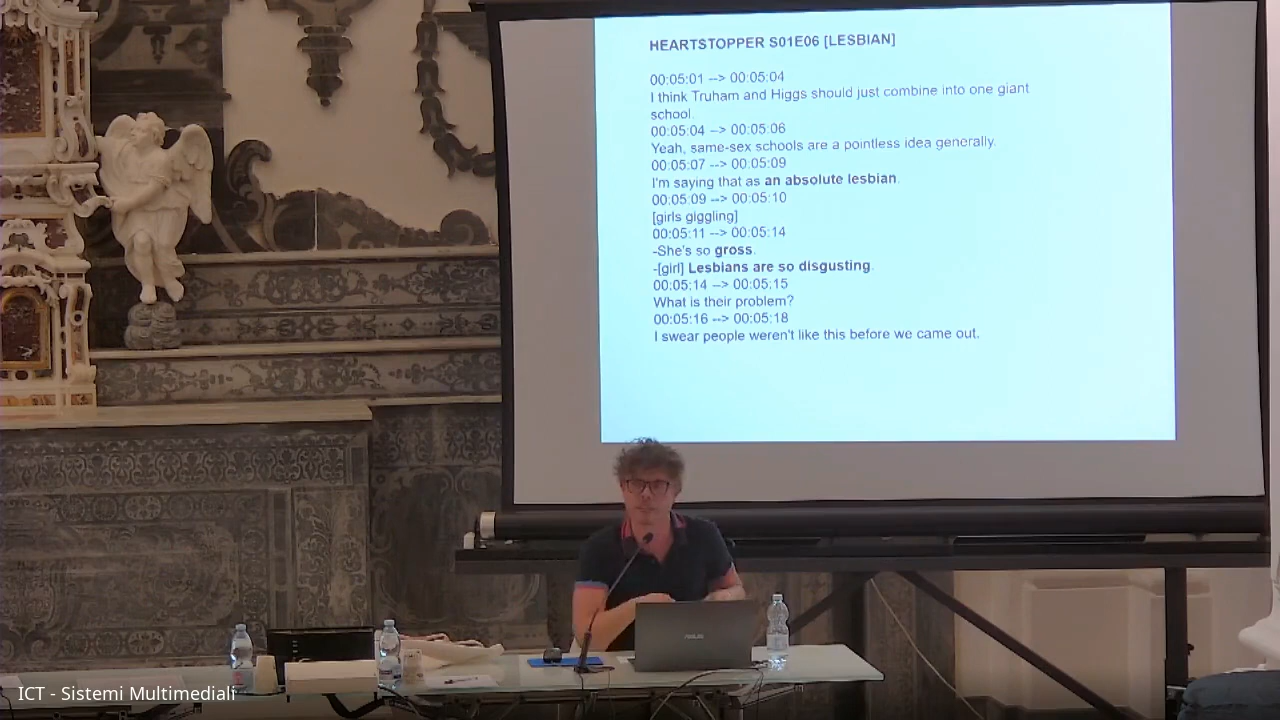 HEARTSTOPPER S01E06 [LESBIAN]
00:05:01 --> 00:05:04
I think Truham and Higgs should just combine into one giant
school.
00:05:04 --> 00:05:06
Yeah, same-sex schools are a pointless idea generally.
00:05:07 --> 00:05:09
I'm saying that as an absolute lesbian.
00:05:09 --> 00:05:10
[girls giggling]
00:05:11 --> 00:05:14
-She's so gross.
-[girl] Lesbians are so disgusting.
00:05:14 --> 00:05:15
What is their problem?
00:05:16 --> 00:05:18
I swear people weren't like this before we came out.
ASUS
ICT - Sistemi Multimediali